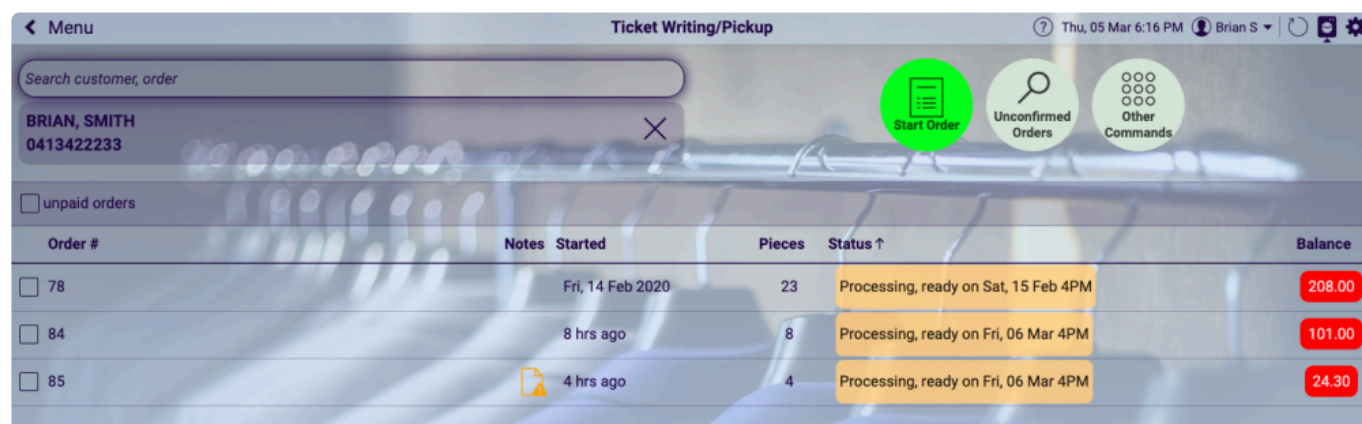 Menu
Ticket Writing/Pickup
? Thu, 05 Mar 6:16 PM Brian S
Search customer, order
BRIAN, SMITH
0413422233
Start Order
Unconfirmed
Orders
Other
Commands
unpaid orders
Order # Notes Started Pieces Status↑ Balance
78 Fri, 14 Feb 2020 23 Processing, ready on Sat, 15 Feb 4PM 208.00
84 8 hrs ago 8 Processing, ready on Fri, 06 Mar 4PM 101.00
85 4 hrs ago 4 Processing, ready on Fri, 06 Mar 4PM 24.30